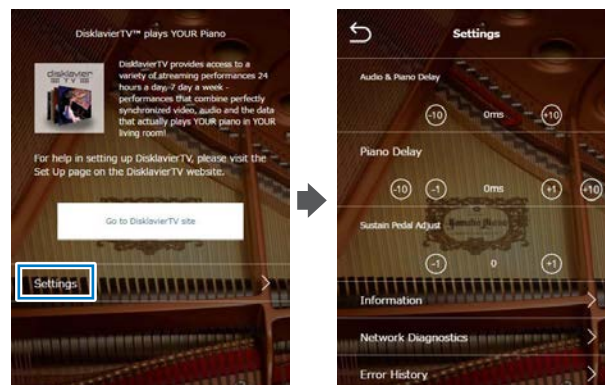 DisklavierTV™ plays YOUR Piano
disklavier
TV
DisklavierTV provides access to a
variety of streaming performances 24
hours a day, 7 day a week -
performances that combine perfectly
synchronized video, audio and the data
that actually plays YOUR piano in YOUR
living room!
For help in setting up DisklavierTV, please visit the
Set Up page on the DisklavierTV website.
Go to DisklavierTV site
Settings
Settings
Audio & Piano Delay
-10 0ms +10
Piano Delay
-10 -1 0ms +1 +10
Sustain Pedal Adjust
-1 0 +1
Information
Network Diagnostics
Error History